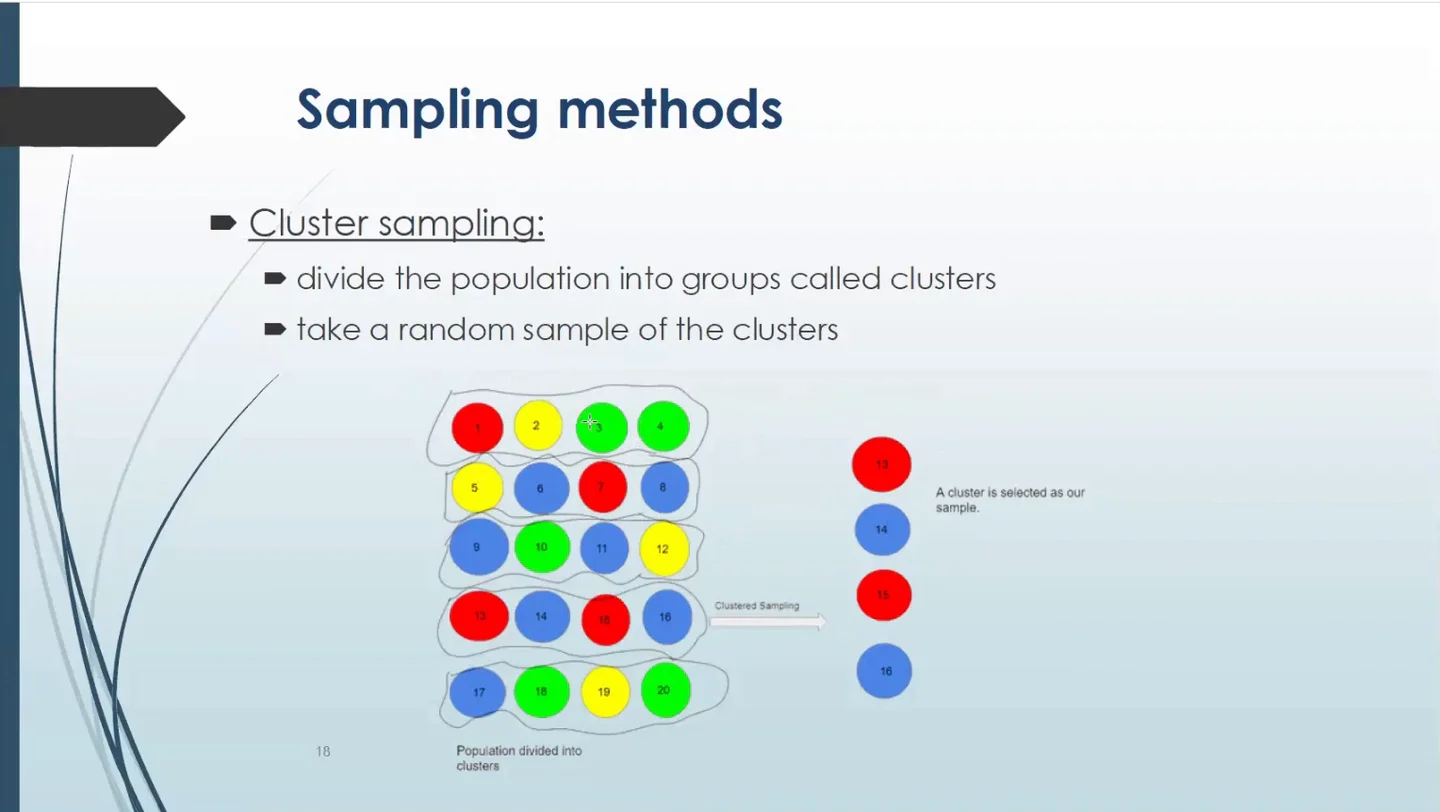 Sampling methods
Cluster sampling:
divide the population into groups called clusters
take a random sample of the clusters
1 2 3 4
5 6 7 8
9 10 11 12
13 14 15 16
17 18 19 20
Clustered Sampling
13
14
15
16
A cluster is selected as our
sample.
Population divided into
clusters
18